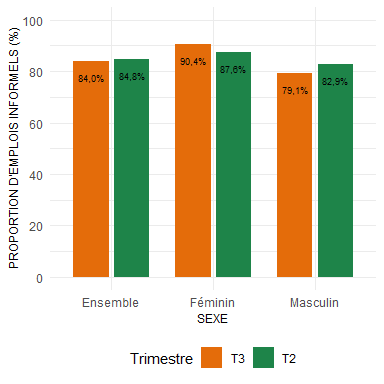 PROPORTION D'EMPLOIS INFORMELS (%)
100
80
60
40
20
0
84,0%
84,8%
90,4%
87,6%
79,1%
82,9%
Ensemble
Féminin
Masculin
SEXE
Trimestre
T3
T2